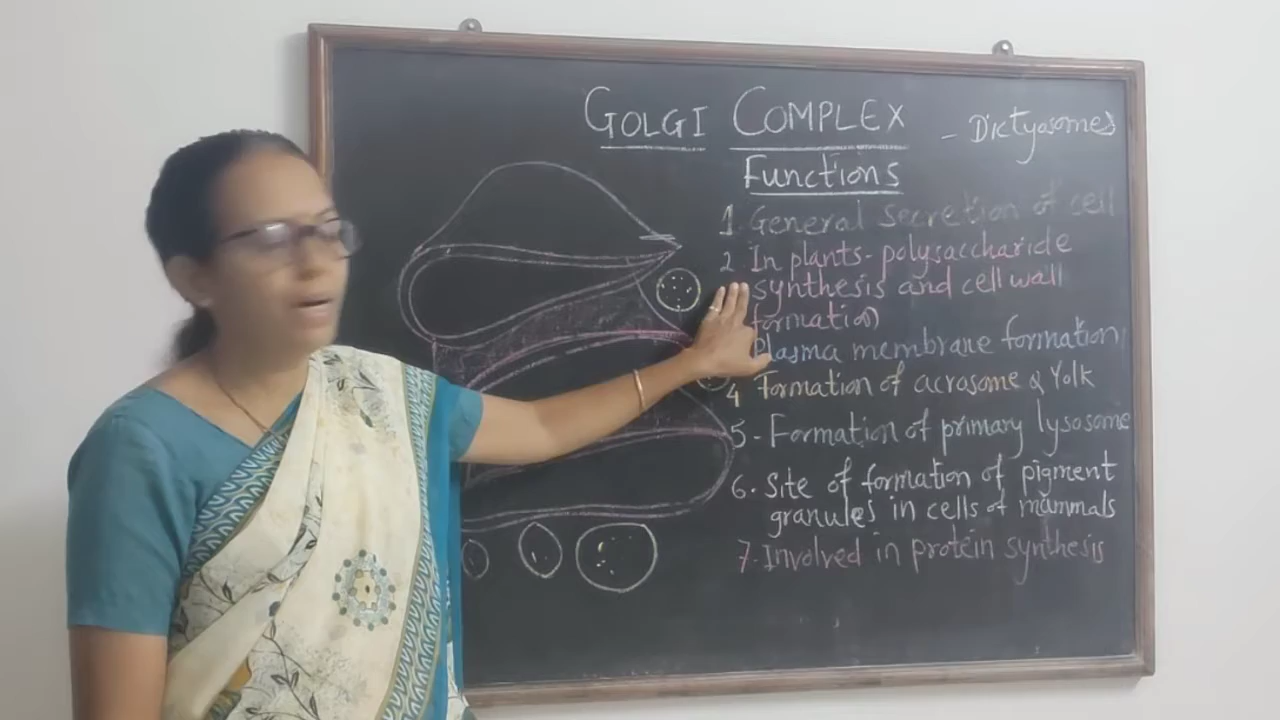 GOLGI COMPLEX
- Dictyosomes
Functions
1. General secretion of cell
2 In plants- polysaccharide
synthesis and cell wall
formation
Plasma membrane formation
4 Formation of acrosome & Yolk
5- Formation of primary lysosome
6. Site of formation of pigment
granules in cells of mammals
7. Involved in protein synthesis